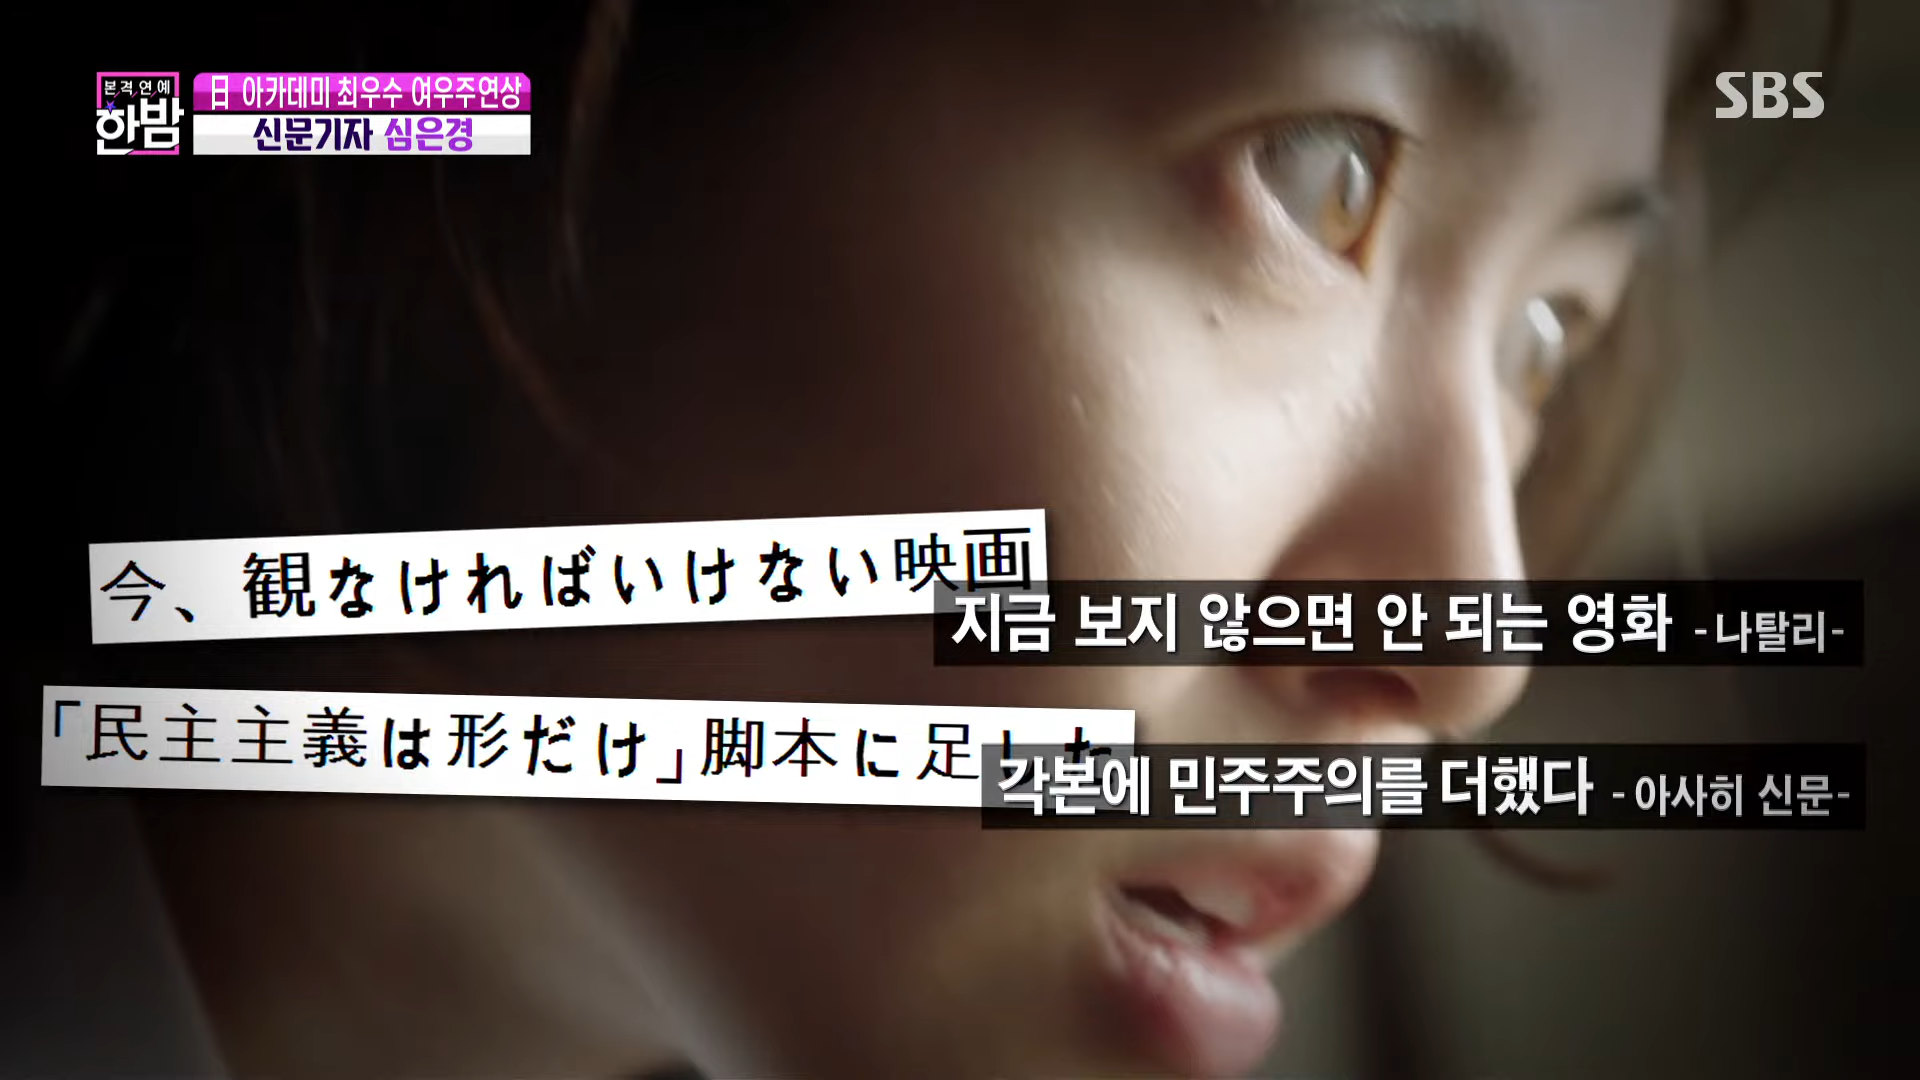 본격연예
한밤
日 아카데미 최우수 여우주연상
신문기자 심은경
SBS
今、観なければいけない映画
지금 보지 않으면 안 되는 영화 -나탈리-
「民主主義は形だけ」脚本に足した
각본에 민주주의를 더했다 -아사히 신문-